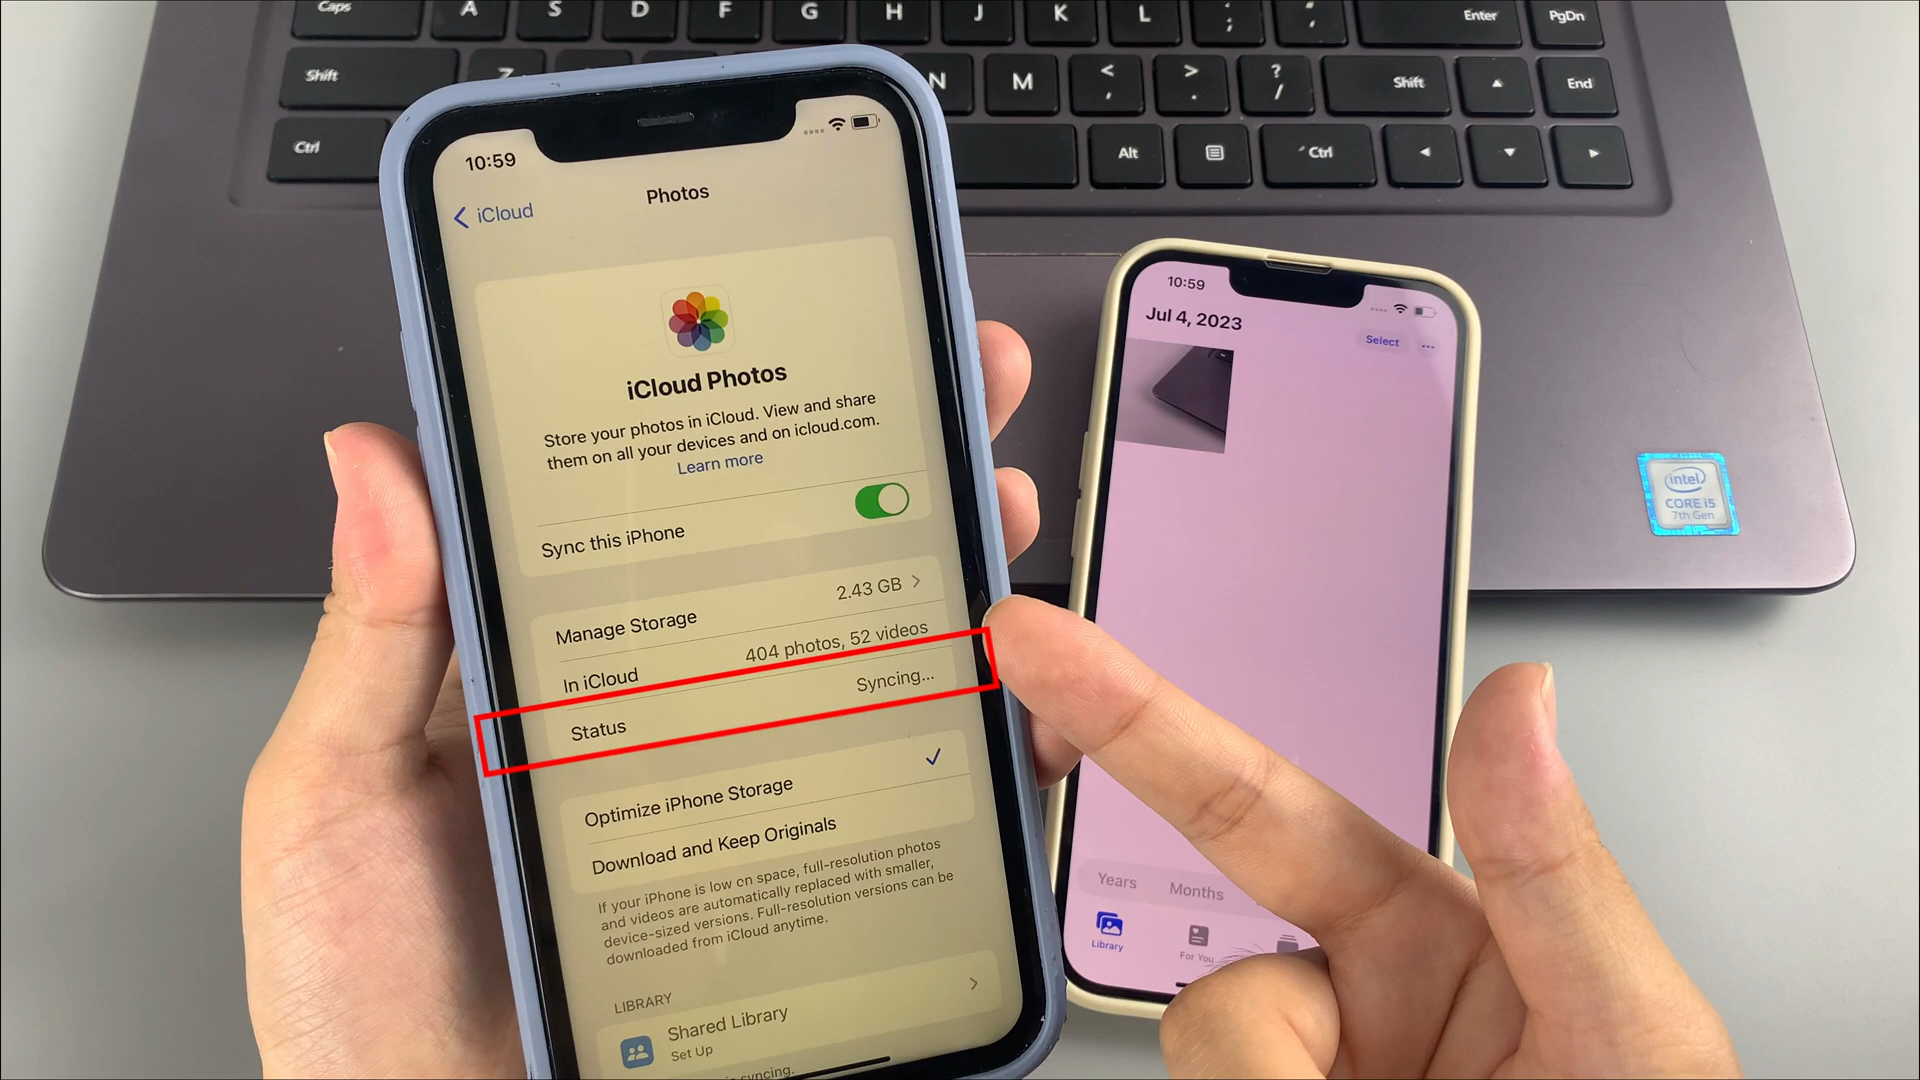 Caps A S D F G H J K L : ; " ' Enter PgDn
Shift Z N M < , > . ? / Shift End
Ctrl Alt Ctrl
10:59
iCloud
Photos
iCloud Photos
Store your photos in iCloud. View and share
them on all your devices and on icloud.com.
Learn more
Sync this iPhone
Manage Storage 2.43 GB
In iCloud 404 photos, 52 videos
Status Syncing...
Optimize iPhone Storage
Download and Keep Originals
If your iPhone is low on space, full-resolution photos
and videos are automatically replaced with smaller,
device-sized versions. Full-resolution versions can be
downloaded from iCloud anytime.
LIBRARY
Shared Library
Set Up
syncing.
10:59
Jul 4, 2023
Select
Years Months
Library For You
intel
CORE i5
7th Gen